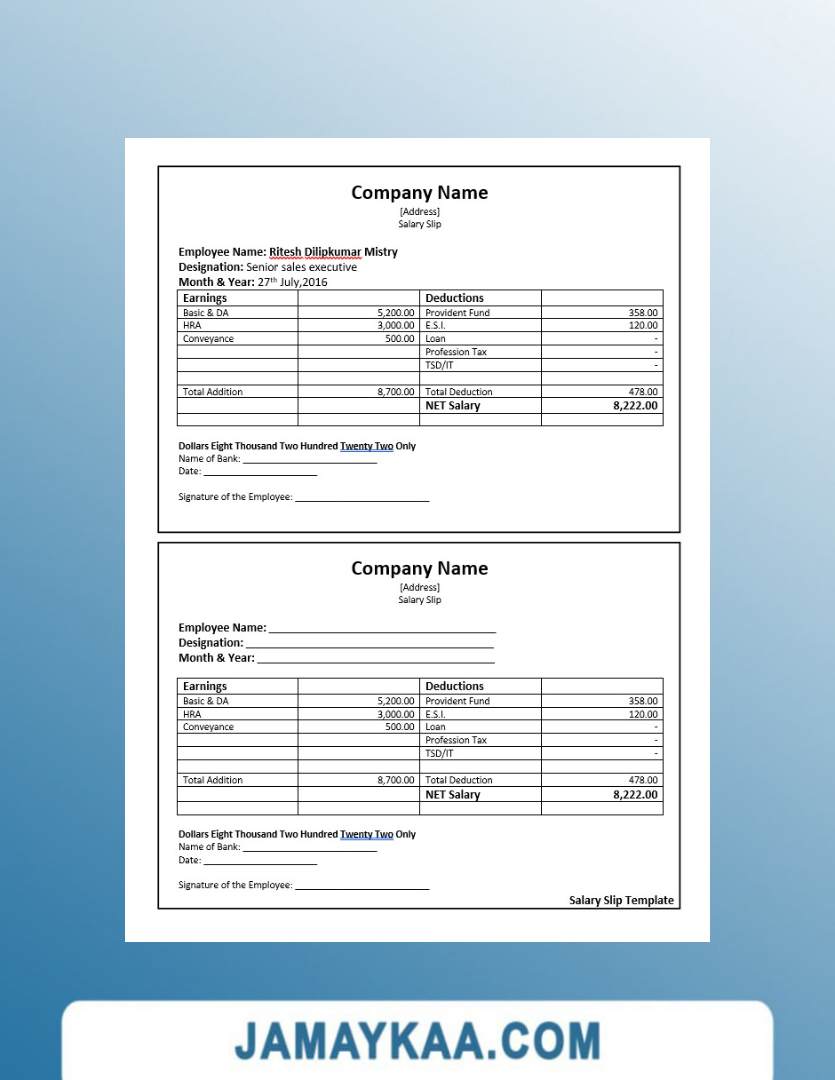 Company Name
[Address]
Salary Slip
Employee Name: Ritesh Dilipkumar Mistry
Designation: Senior sales executive
Month & Year: 27th July,2016
Earnings Deductions
Basic & DA 5,200.00 Provident Fund 358.00
HRA 3,000.00 E.S.I. 120.00
Conveyance 500.00 Loan -
Profession Tax -
TSD/IT -
Total Addition 8,700.00 Total Deduction 478.00
NET Salary 8,222.00
Dollars Eight Thousand Two Hundred Twenty Two Only
Name of Bank: ____________________
Date: ____________________
Signature of the Employee: ____________________
Company Name
[Address]
Salary Slip
Employee Name: ____________________
Designation: ____________________
Month & Year: ____________________
Earnings Deductions
Basic & DA 5,200.00 Provident Fund 358.00
HRA 3,000.00 E.S.I. 120.00
Conveyance 500.00 Loan -
Profession Tax -
TSD/IT -
Total Addition 8,700.00 Total Deduction 478.00
NET Salary 8,222.00
Dollars Eight Thousand Two Hundred Twenty Two Only
Name of Bank: ____________________
Date: ____________________
Signature of the Employee: ____________________
Salary Slip Template
JAMAYKAA.COM